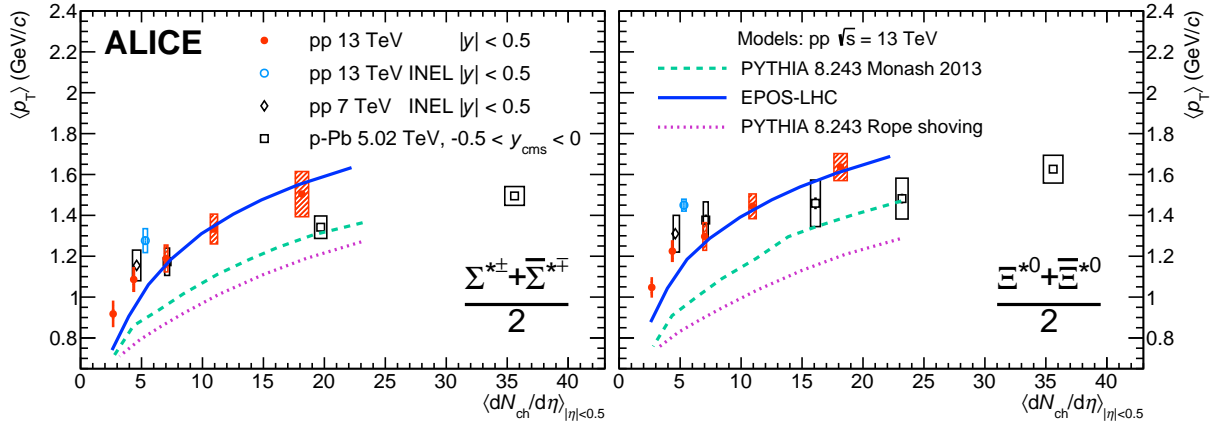 ALICE
pp 13 TeV |y| < 0.5
pp 13 TeV INEL |y| < 0.5
pp 7 TeV INEL |y| < 0.5
p-Pb 5.02 TeV, -0.5 < y_cms < 0
⟨p_T⟩ (GeV/c)
2.4
2.2
2
1.8
1.6
1.4
1.2
1
0.8
(Σ*± + Σ̅*∓)/2
0 5 10 15 20 25 30 35 40
⟨dN_ch/dη⟩_|η|<0.5
Models: pp √s = 13 TeV
PYTHIA 8.243 Monash 2013
EPOS-LHC
PYTHIA 8.243 Rope shoving
(Ξ*0 + Ξ̅*0)/2
0 5 10 15 20 25 30 35 40
⟨dN_ch/dη⟩_|η|<0.5
2.4
2.2
2
1.8
1.6
1.4
1.2
1
0.8
⟨p_T⟩ (GeV/c)